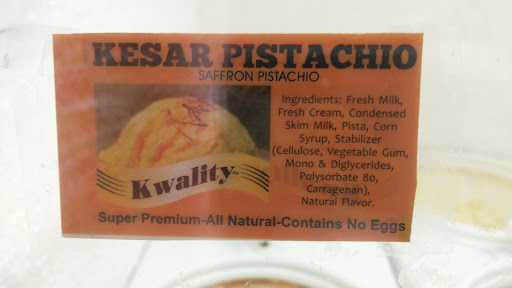 KESAR PISTACHIO
SAFFRON PISTACHIO
Ingredients: Fresh Milk,
Fresh Cream, Condensed
Skim Milk, Pista, Corn
Syrup, Stabilizer
(Cellulose, Vegetable Gum,
Mono & Diglycerides,
Polysorbate 80,
Carragenan),
Natural Flavor.
Kwality™
Super Premium-All Natural-Contains No Eggs